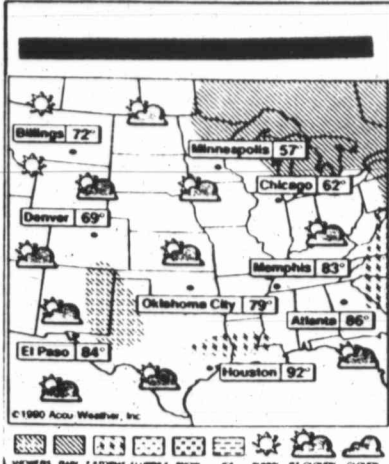 Billings 72°
Minneapolis 57°
Chicago 62°
Denver 69°
Memphis 83°
Oklahoma City 79°
Atlanta 86°
El Paso 84°
Houston 92°
©1990 Accu Weather, Inc